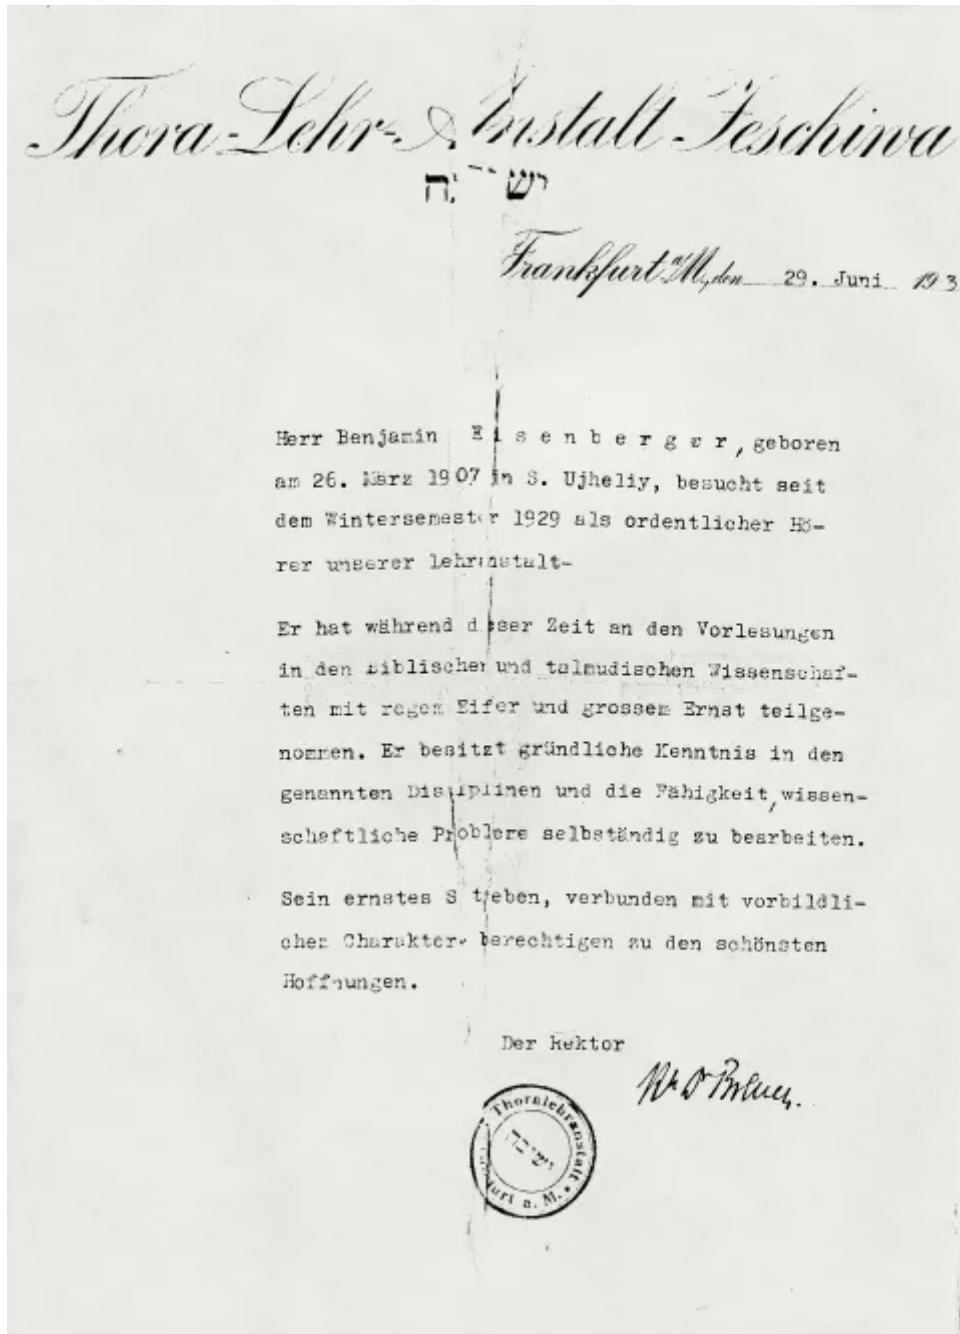 Thora-Lehr-Anstalt-Jeschiwa
Frankfurt a/M., den 29. Juni 193
Herr Benjamin Eisenberger, geboren
am 26. März 1907 in S. Ujheliy, besucht seit
dem Wintersemester 1929 als ordentlicher Hö-
rer unserer Lehranstalt-
Er hat während dieser Zeit an den Vorlesungen
in den biblischen und talmudischen Wissenschaf-
ten mit regem Eifer und grossem Ernst teilge-
nommen. Er besitzt gründliche Kenntnis in den
genannten Disziplinen und die Fähigkeit, wissen-
schaftliche Probleme selbständig zu bearbeiten.
Sein ernstes Streben, verbunden mit vorbildli-
chem Charakter, berechtigen zu den schönsten
Hoffnungen.
Der Rektor
Thoralehranstalt
a. M.